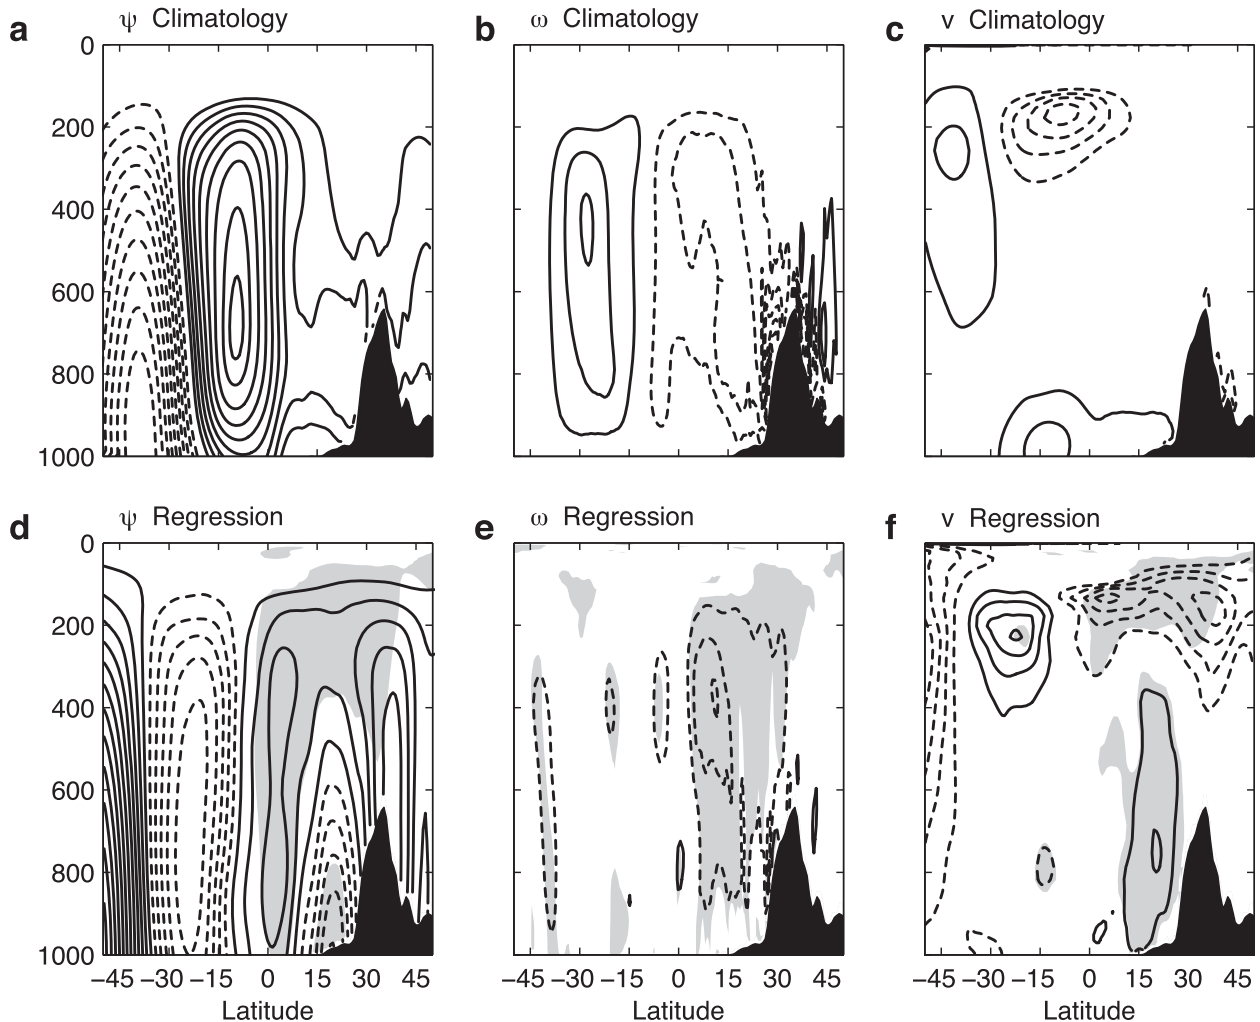 a ψ Climatology
b ω Climatology
c v Climatology
0
200
400
600
800
1000
d ψ Regression
e ω Regression
f v Regression
0
200
400
600
800
1000
−45 −30 −15 0 15 30 45
−45 −30 −15 0 15 30 45
−45 −30 −15 0 15 30 45
Latitude
Latitude
Latitude